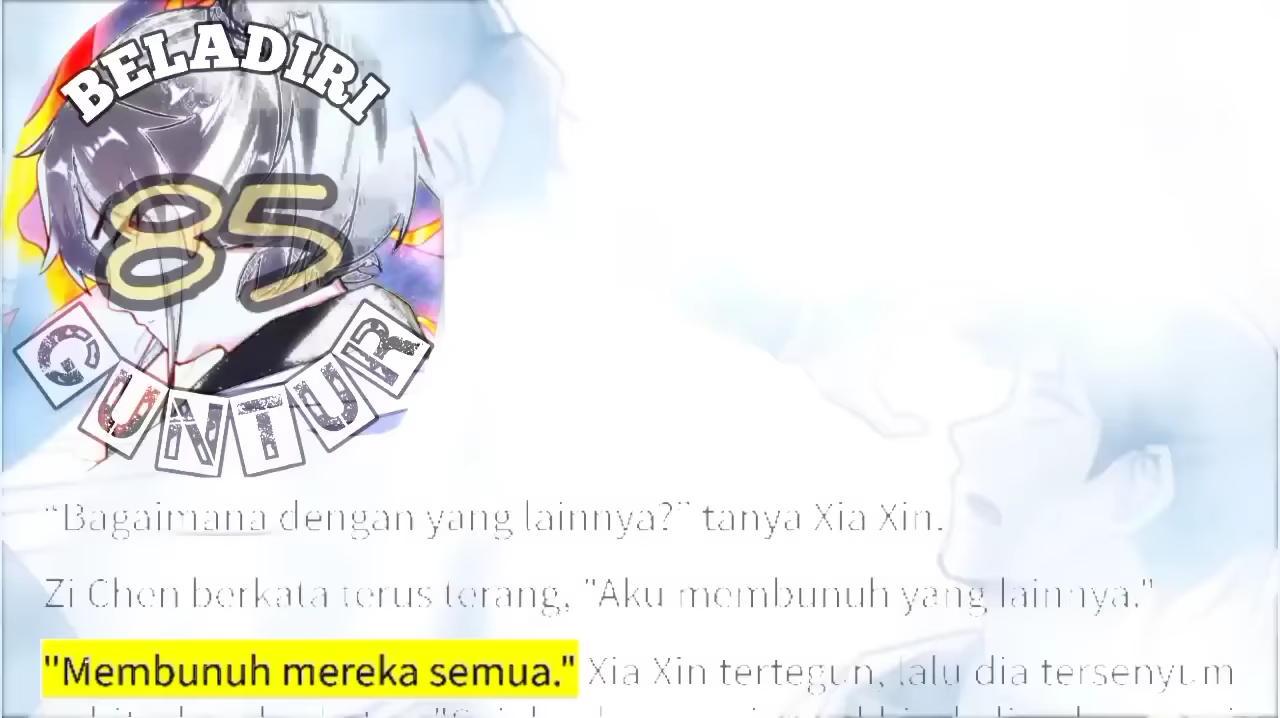 BELADIRI
85
GUNTUR
“Bagaimana dengan yang lainnya?” tanya Xia Xin.
Zi Chen berkata terus terang, "Aku membunuh yang lainnya."
"Membunuh mereka semua." Xia Xin tertegun, lalu dia tersenyum